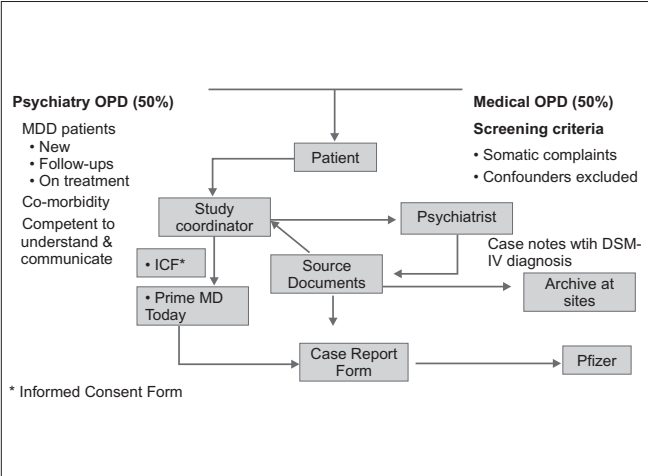 Psychiatry OPD (50%)
MDD patients
• New
• Follow-ups
• On treatment
Co-morbidity
Competent to
understand &
communicate
Medical OPD (50%)
Screening criteria
• Somatic complaints
• Confounders excluded
Patient
Study
coordinator
Psychiatrist
Case notes wtih DSM-
IV diagnosis
• ICF*
Source
Documents
Archive at
sites
• Prime MD
Today
Case Report
Form
Pfizer
* Informed Consent Form